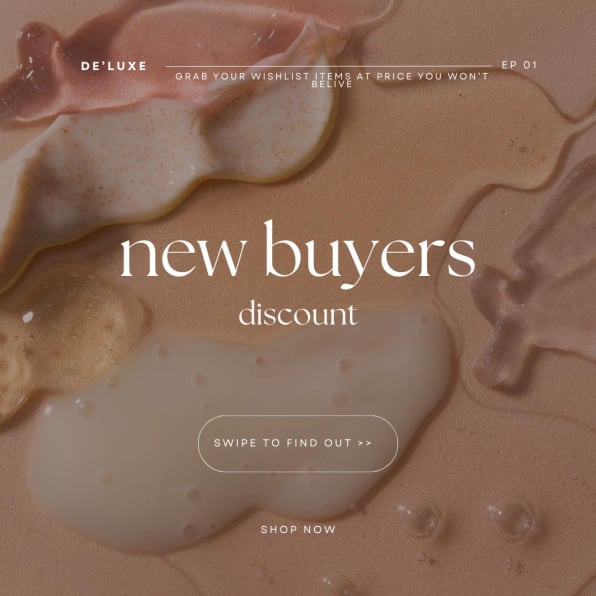 DE'LUXE
EP 01
GRAB YOUR WISHLIST ITEMS AT PRICE YOU WON'T
BELIVE
new buyers
discount
SWIPE TO FIND OUT >>
SHOP NOW